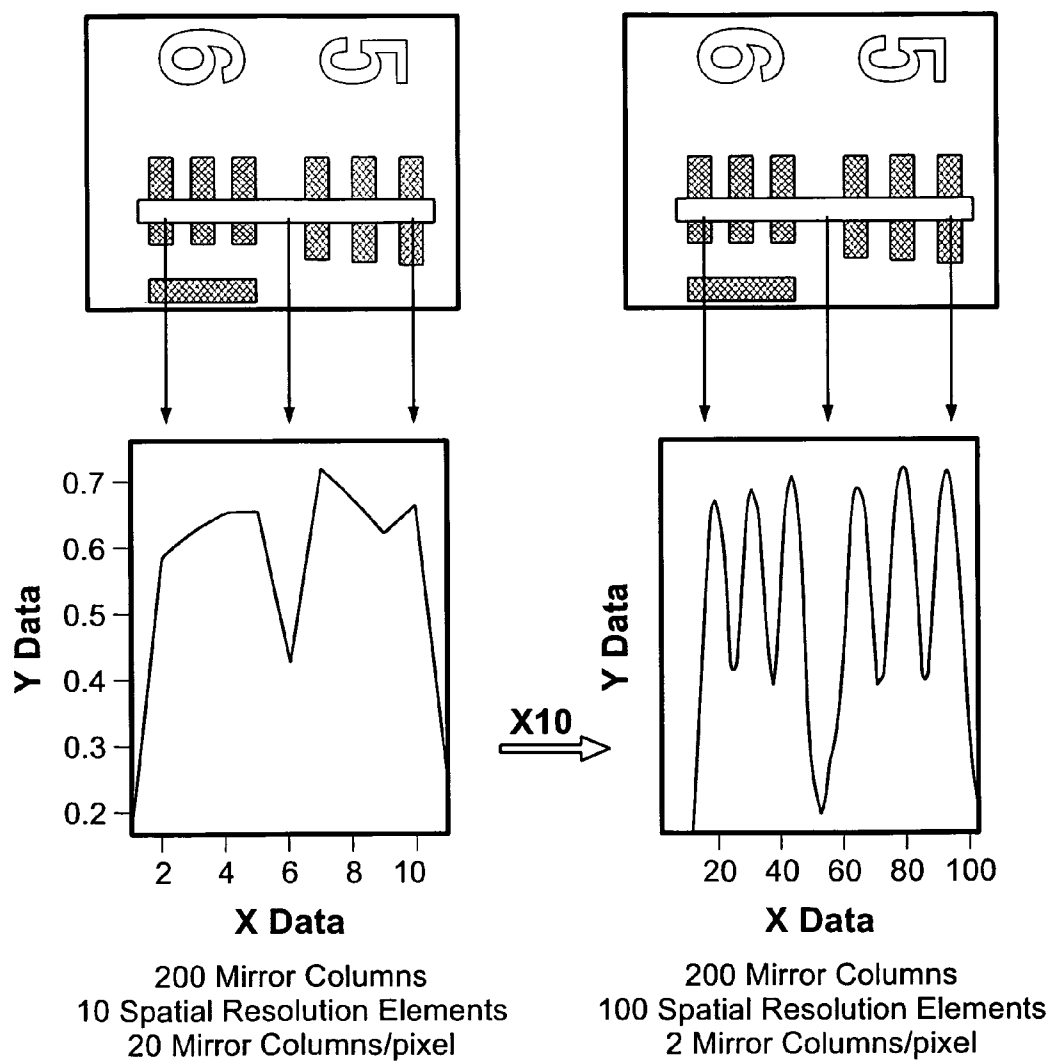 6 5
6 5
0.7
0.6
0.5
0.4
0.3
0.2
Y Data
2 4 6 8 10
X Data
200 Mirror Columns
10 Spatial Resolution Elements
20 Mirror Columns/pixel
X10
Y Data
20 40 60 80 100
X Data
200 Mirror Columns
100 Spatial Resolution Elements
2 Mirror Columns/pixel